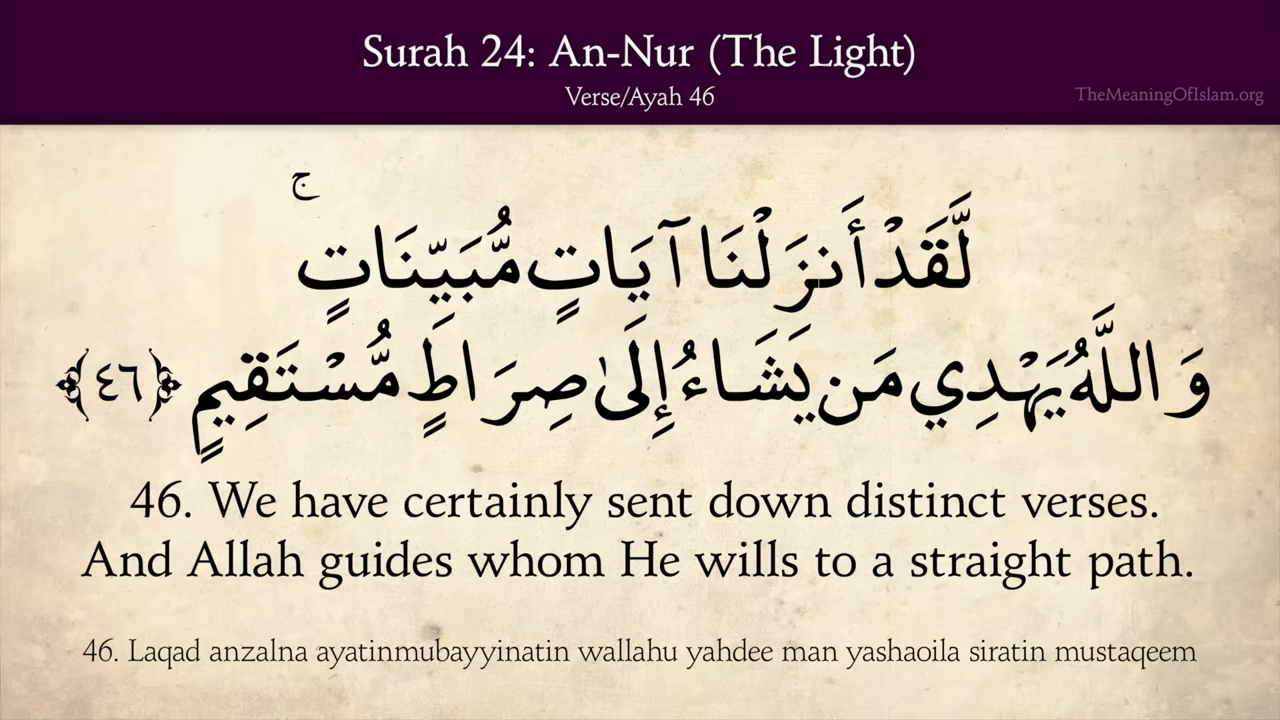 Surah 24: An-Nur (The Light)
Verse/Ayah 46
TheMeaningOfIslam.org
لَّقَدْ أَنزَلْنَا آيَاتٍ مُّبَيِّنَاتٍ ۚ
وَاللَّهُ يَهْدِي مَن يَشَاءُ إِلَىٰ صِرَاطٍ مُّسْتَقِيمٍ ﴿٤٦﴾
46. We have certainly sent down distinct verses.
And Allah guides whom He wills to a straight path.
46. Laqad anzalna ayatinmubayyinatin wallahu yahdee man yashaoila siratin mustaqeem